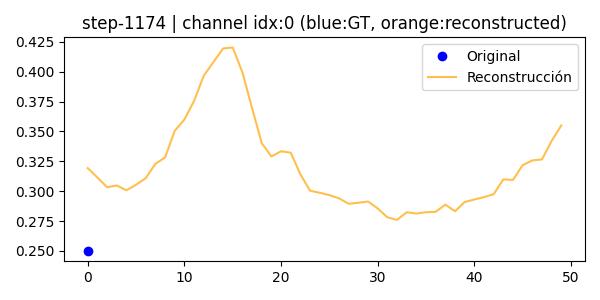 step-1174 | channel idx:0 (blue:GT, orange:reconstructed)
0.425
0.400
0.375
0.350
0.325
0.300
0.275
0.250
Original
Reconstrucción
0 10 20 30 40 50